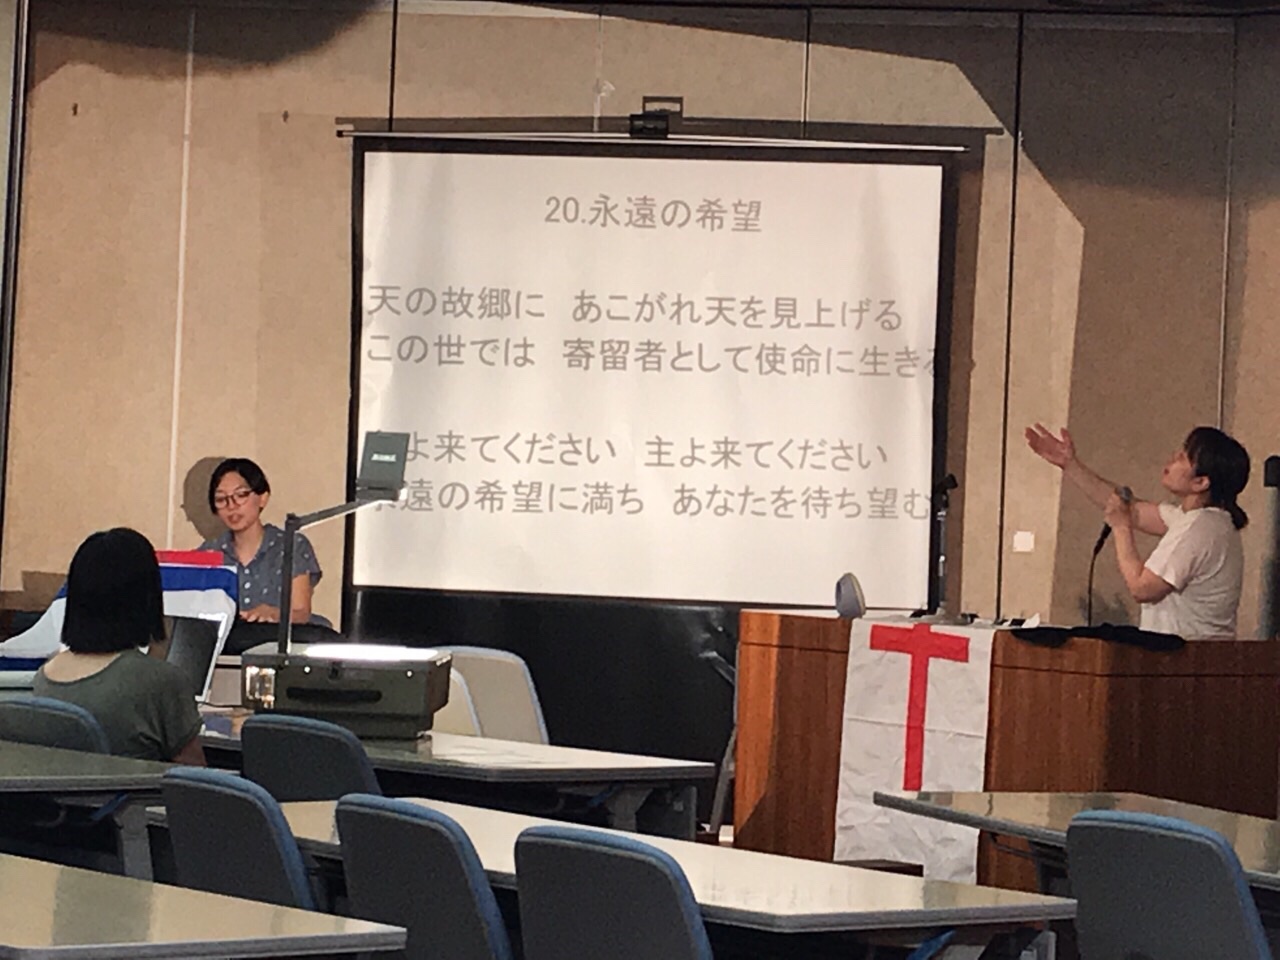 20.永遠の希望
天の故郷に　あこがれ天を見上げる
この世では　寄留者として使命に生きる
よ来てください　主よ来てください
遠の希望に満ち　あなたを待ち望む